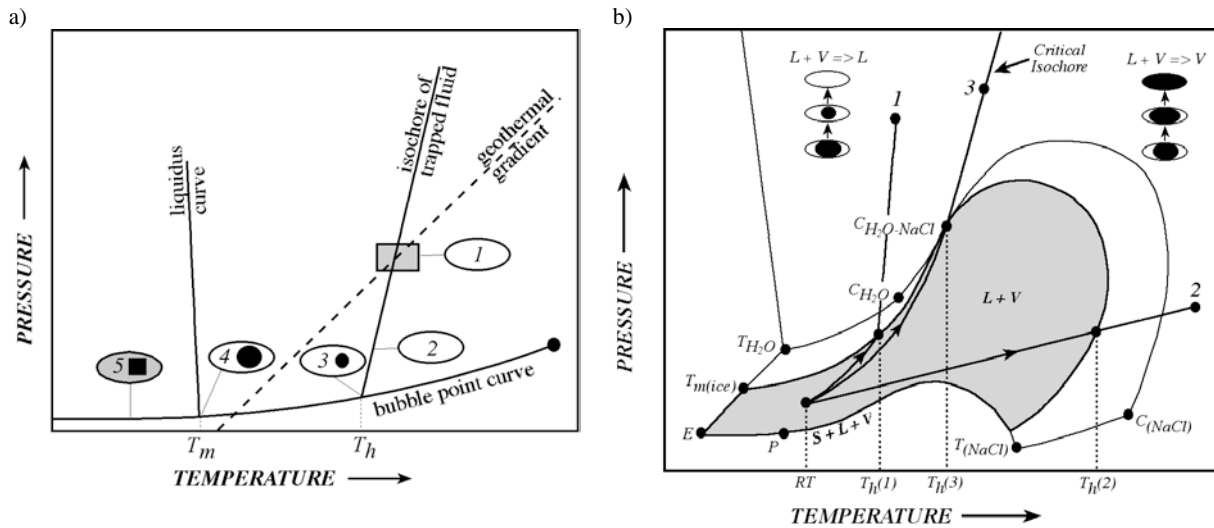 a)
PRESSURE
liquidus
curve
isochore of
trapped fluid
geothermal
gradient
1
2
3
4
5
bubble point curve
Tm
Th
TEMPERATURE
b)
PRESSURE
L + V => L
L + V => V
Critical
Isochore
1
3
2
CH2O-NaCl
CH2O
L + V
TH2O
Tm(ice)
E
P
S + L + V
T(NaCl)
C(NaCl)
RT
Th(1)
Th(3)
Th(2)
TEMPERATURE